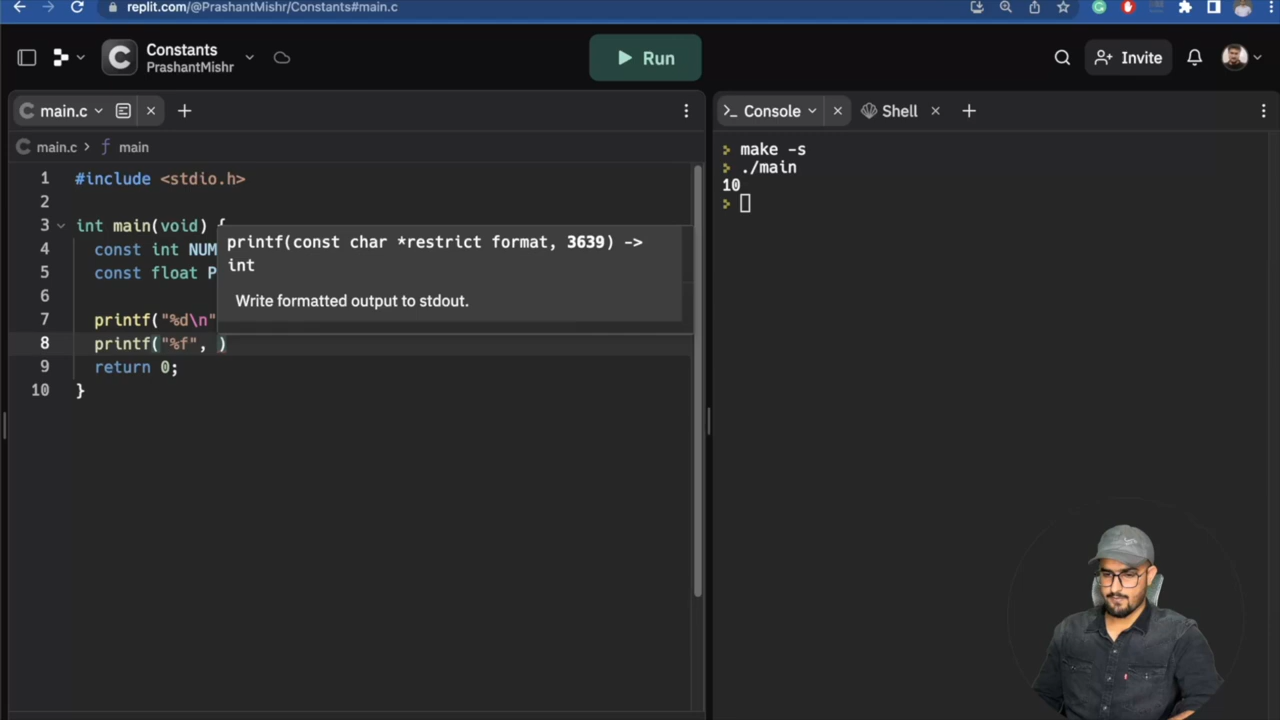 replit.com/@PrashantMishr/Constants#main.c
Constants
PrashantMishr
Run
Invite
main.c
main.c > main
1 #include <stdio.h>
2
3 int main(void) {
4 const int NUM
5 const float P
6
7 printf("%d\n"
8 printf("%f", )
9 return 0;
10 }
printf(const char *restrict format, 3639) ->
int
Write formatted output to stdout.
>_ Console
Shell
> make -s
> ./main
10
>